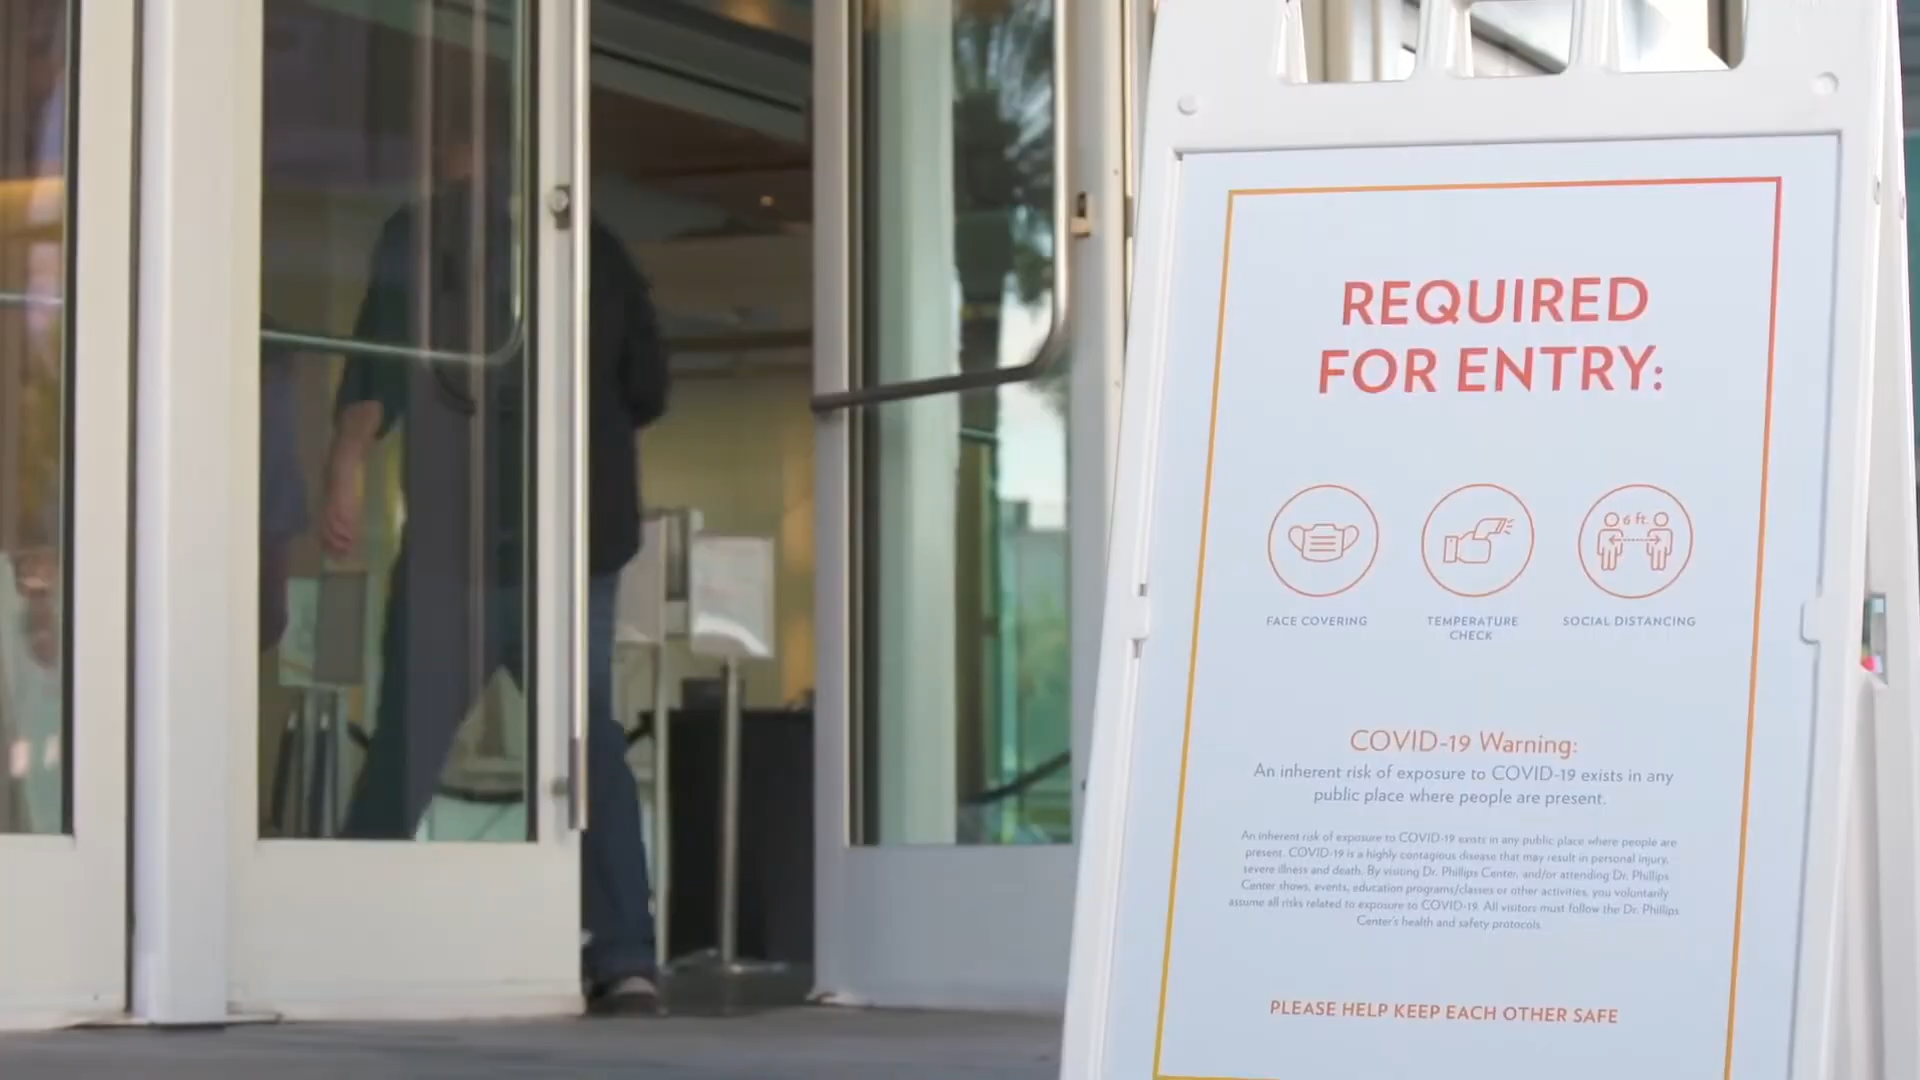 REQUIRED
FOR ENTRY:
6 ft.
FACE COVERING
TEMPERATURE
CHECK
SOCIAL DISTANCING
COVID-19 Warning:
An inherent risk of exposure to COVID-19 exists in any
public place where people are present.
An inherent risk of exposure to COVID-19 exists in any public place where people are
present. COVID-19 is a highly contagious disease that may result in personal injury,
severe illness and death. By visiting Dr. Phillips Center, and/or attending Dr. Phillips
Center shows, events, education programs/classes or other activities, you voluntarily
assume all risks related to exposure to COVID-19. All visitors must follow the Dr. Phillips
Center's health and safety protocols.
PLEASE HELP KEEP EACH OTHER SAFE